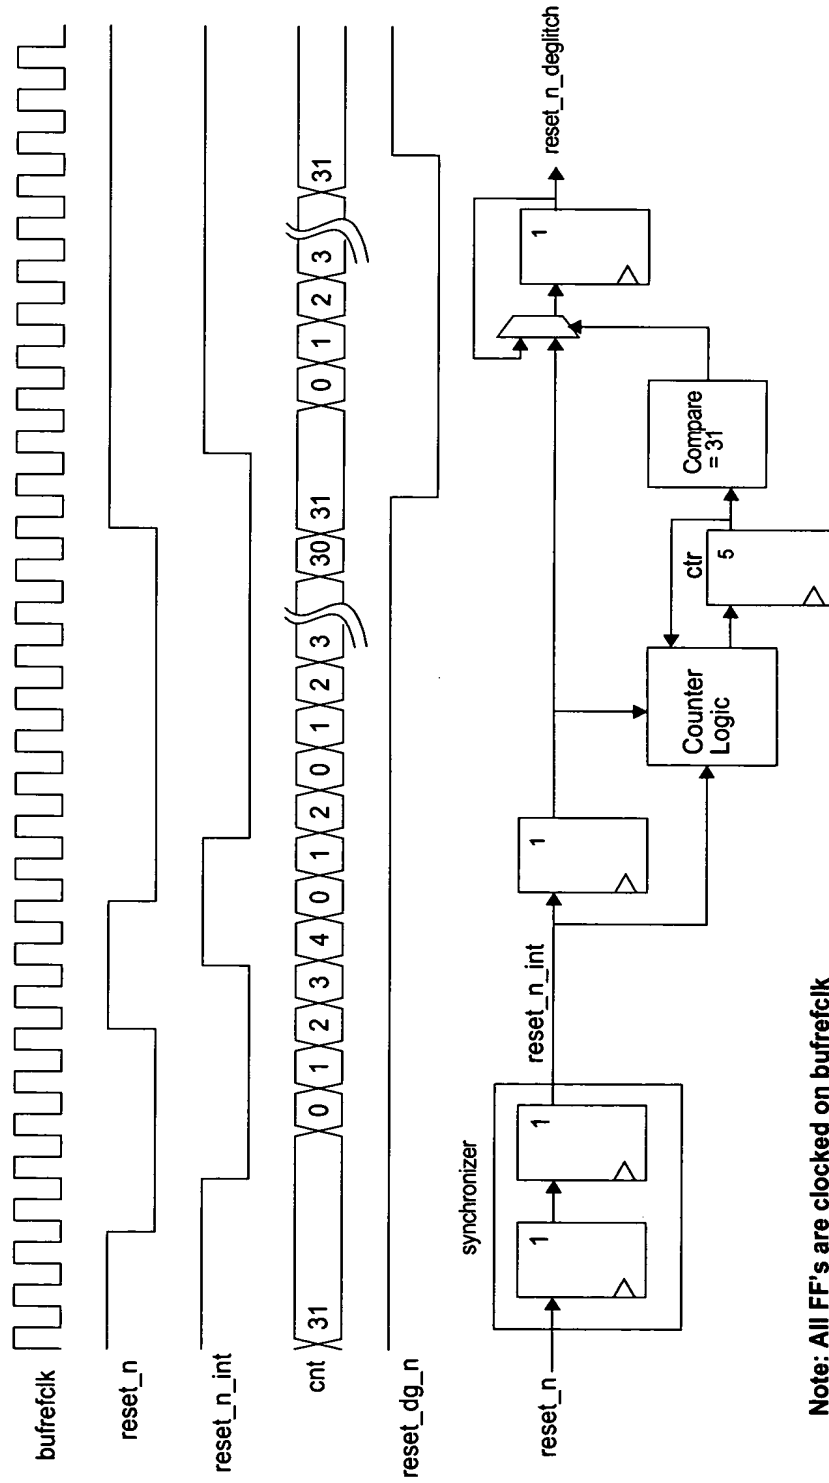 bufrefclk
reset_n
reset_n_int
cnt
31 0 1 2 3 4 0 1 2 0 1 2 3 30 31 0 1 2 3 31
reset_dg_n
synchronizer
reset_n
1
1
reset_n_int
1
Counter
Logic
ctr
5
Compare
= 31
1
reset_n_deglitch
Note: All FF's are clocked on bufrefclk